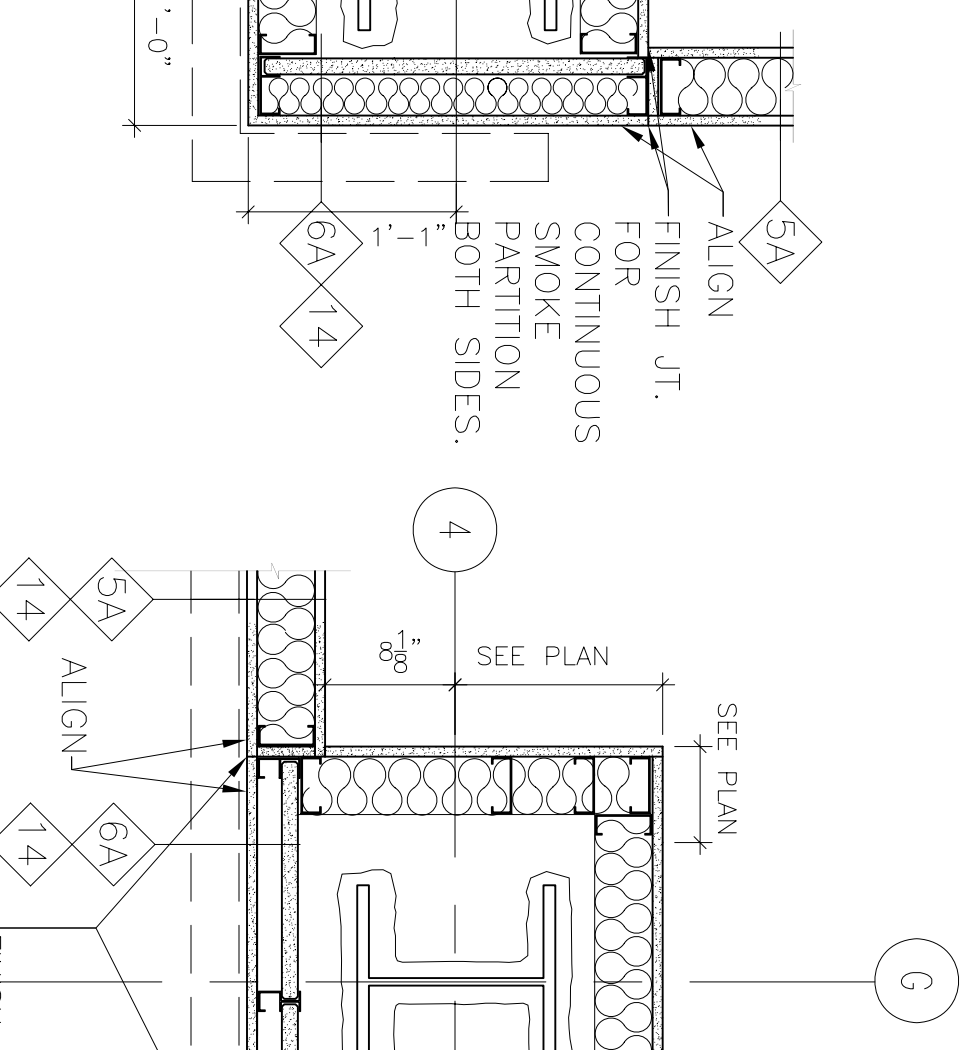 '-0"
5A
ALIGN
FINISH JT.
FOR
CONTINUOUS
SMOKE
PARTITION
BOTH SIDES.
1'-1"
6A
14
4
5A
14
8 1/8"
SEE PLAN
SEE PLAN
ALIGN
6A
14
G